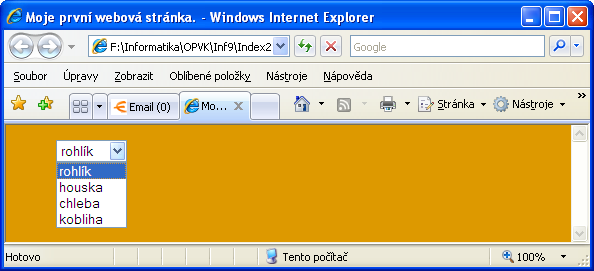 Moje první webová stránka. - Windows Internet Explorer
F:\Informatika\OPVK\Inf9\Index2
Google
Soubor Úpravy Zobrazit Oblíbené položky Nástroje Nápověda
Email (0) Mo... Stránka Nástroje »
rohlík
rohlík
houska
chleba
kobliha
Hotovo Tento počítač 100%